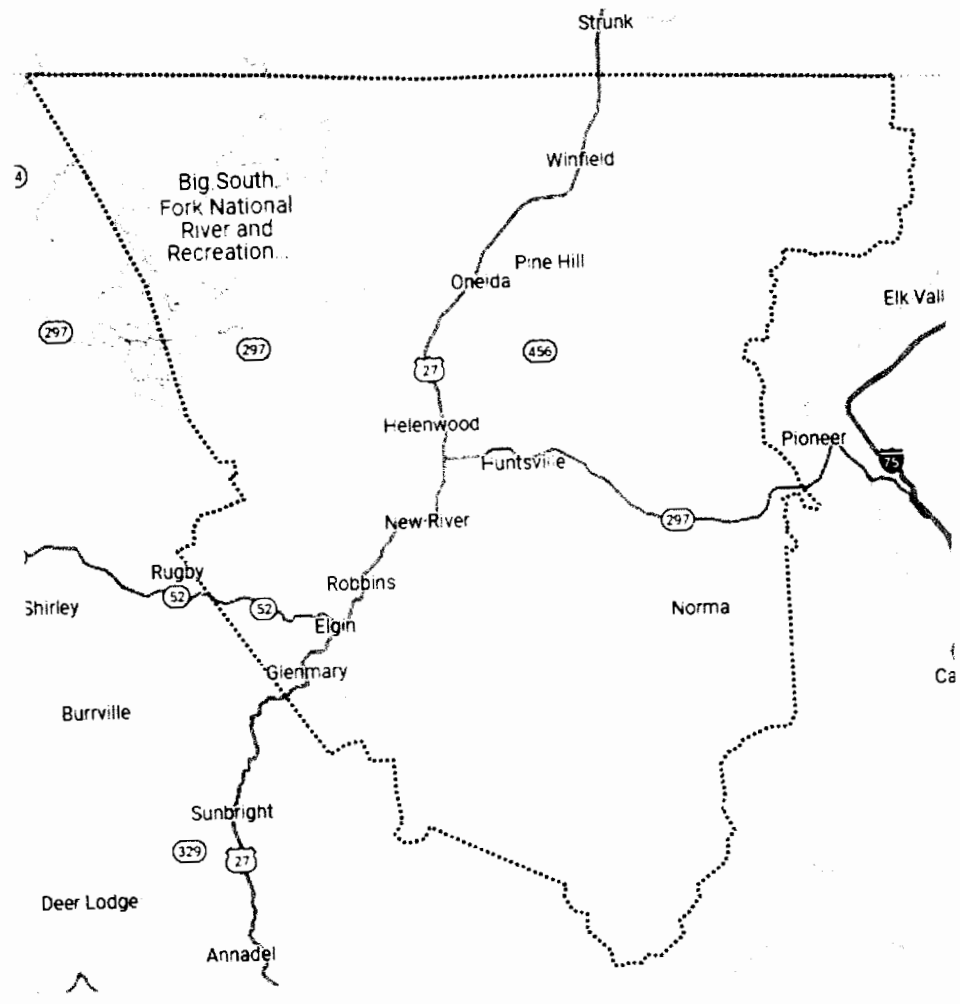 Strunk
Winfield
4
Big South
Fork National
River and
Recreation...
Pine Hill
Oneida
Elk Vall
297
297
456
27
Helenwood
Pioneer
Huntsville
75
New River
297
Rugby
Robbins
52
52
Shirley
Norma
Elgin
Glenmary
Ca
Burrville
Sunbright
329
27
Deer Lodge
Annadel